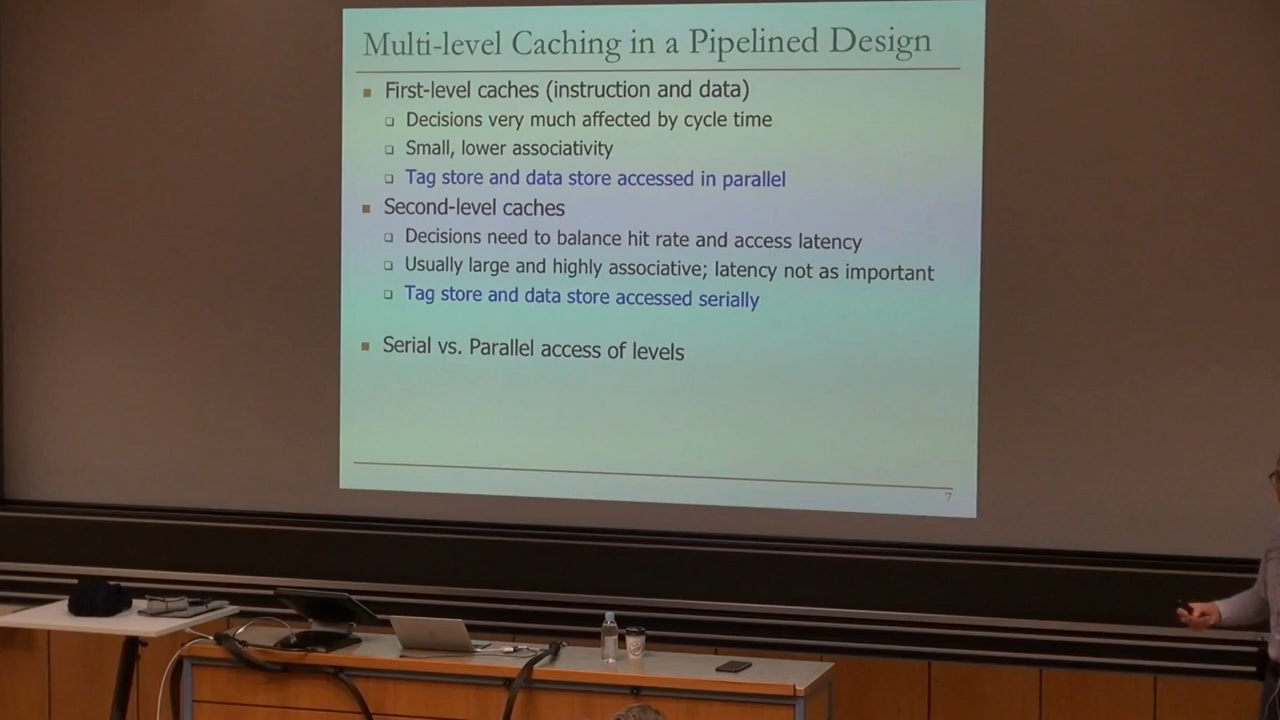 Multi-level Caching in a Pipelined Design
First-level caches (instruction and data)
Decisions very much affected by cycle time
Small, lower associativity
Tag store and data store accessed in parallel
Second-level caches
Decisions need to balance hit rate and access latency
Usually large and highly associative; latency not as important
Tag store and data store accessed serially
Serial vs. Parallel access of levels
7